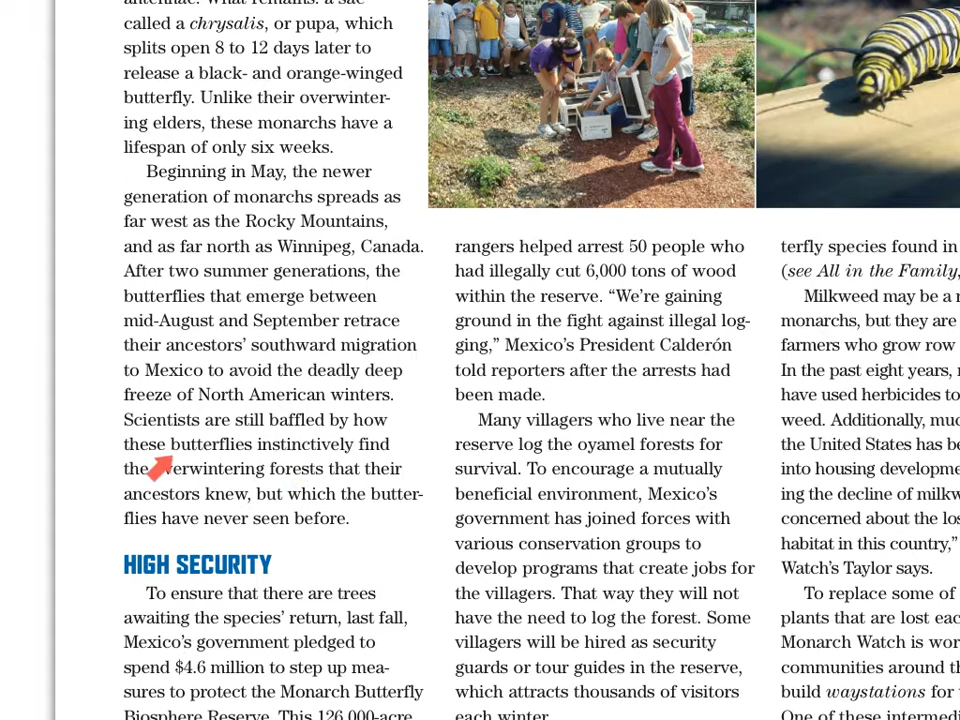 antennae. What remains: a sac
called a chrysalis, or pupa, which
splits open 8 to 12 days later to
release a black- and orange-winged
butterfly. Unlike their overwinter-
ing elders, these monarchs have a
lifespan of only six weeks.
Beginning in May, the newer
generation of monarchs spreads as
far west as the Rocky Mountains,
and as far north as Winnipeg, Canada.
After two summer generations, the
butterflies that emerge between
mid-August and September retrace
their ancestors’ southward migration
to Mexico to avoid the deadly deep
freeze of North American winters.
Scientists are still baffled by how
these butterflies instinctively find
the overwintering forests that their
ancestors knew, but which the butter-
flies have never seen before.
HIGH SECURITY
To ensure that there are trees
awaiting the species’ return, last fall,
Mexico’s government pledged to
spend $4.6 million to step up mea-
sures to protect the Monarch Butterfly
Biosphere Reserve. This 126,000-acre
rangers helped arrest 50 people who
had illegally cut 6,000 tons of wood
within the reserve. “We’re gaining
ground in the fight against illegal log-
ging,” Mexico’s President Calderón
told reporters after the arrests had
been made.
Many villagers who live near the
reserve log the oyamel forests for
survival. To encourage a mutually
beneficial environment, Mexico’s
government has joined forces with
various conservation groups to
develop programs that create jobs for
the villagers. That way they will not
have the need to log the forest. Some
villagers will be hired as security
guards or tour guides in the reserve,
which attracts thousands of visitors
each winter.
terfly species found in
(see All in the Family,
Milkweed may be a
monarchs, but they are
farmers who grow row
In the past eight years,
have used herbicides to
weed. Additionally,
the United States has
into housing
ing the decline of
concerned about the
habitat in this country,”
Watch’s Taylor says.
To replace some of
plants that are lost
Monarch Watch is
communities around
build waystations for
One of these